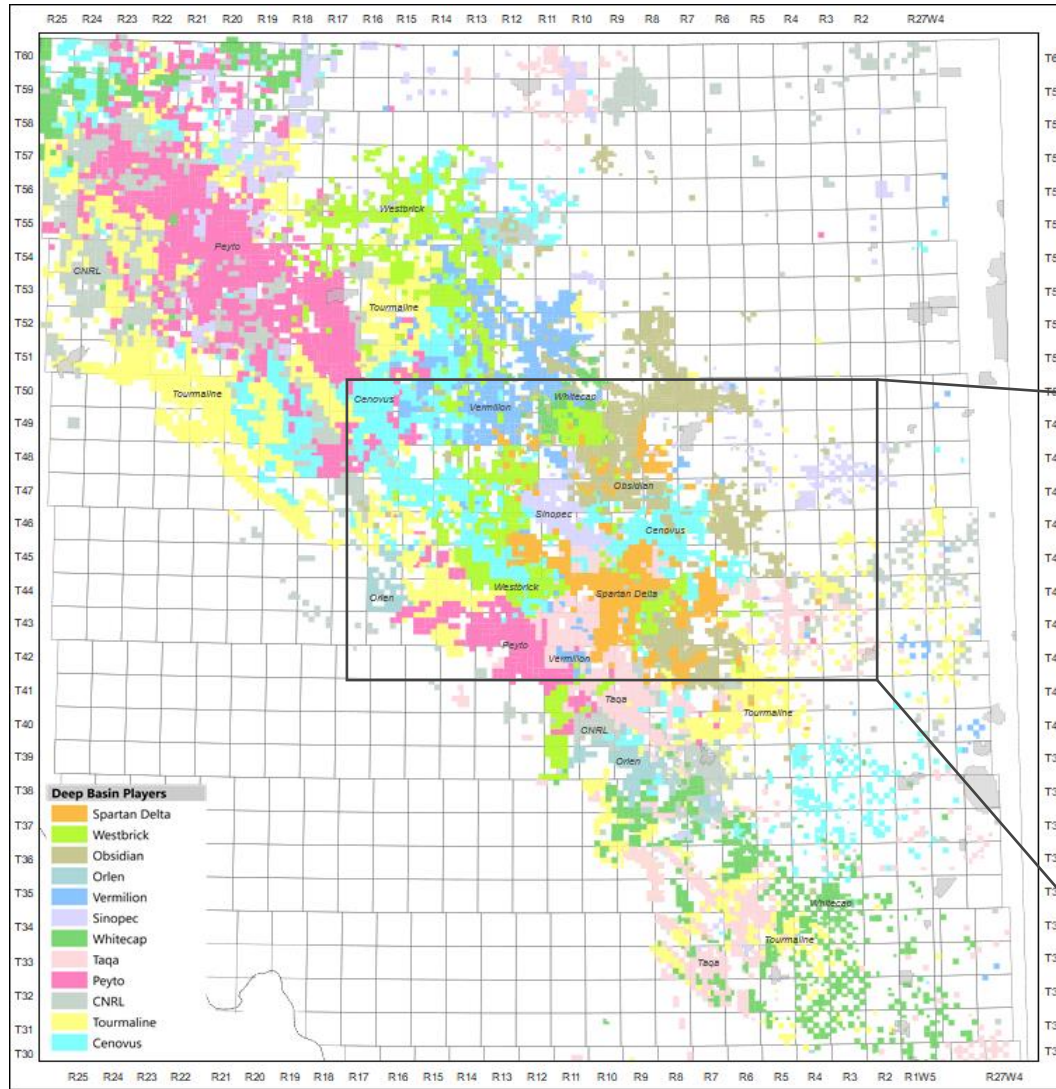 R25 R24 R23 R22 R21 R20 R19 R18 R17 R16 R15 R14 R13 R12 R11 R10 R9 R8 R7 R6 R5 R4 R3 R2 R27W4
T60
T59
T58
T57
T56
T55
T54
T53
T52
T51
T50
T49
T48
T47
T46
T45
T44
T43
T42
T41
T40
T39
T38
T37
T36
T35
T34
T33
T32
T31
T30
Westbrick
Peyto
CNRL
Tourmaline
Tourmaline
Cenovus
Vermilion
Whitecap
Obsidian
Sinopec
Cenovus
Westbrick
Orlen
Spartan Delta
Peyto
Vermilion
Taqa
Tourmaline
CNRL
Orlen
Whitecap
Tourmaline
Taqa
Deep Basin Players
Spartan Delta
Westbrick
Obsidian
Orlen
Vermilion
Sinopec
Whitecap
Taqa
Peyto
CNRL
Tourmaline
Cenovus
R25 R24 R23 R22 R21 R20 R19 R18 R17 R16 R15 R14 R13 R12 R11 R10 R9 R8 R7 R6 R5 R4 R3 R2 R1W5 R27W4